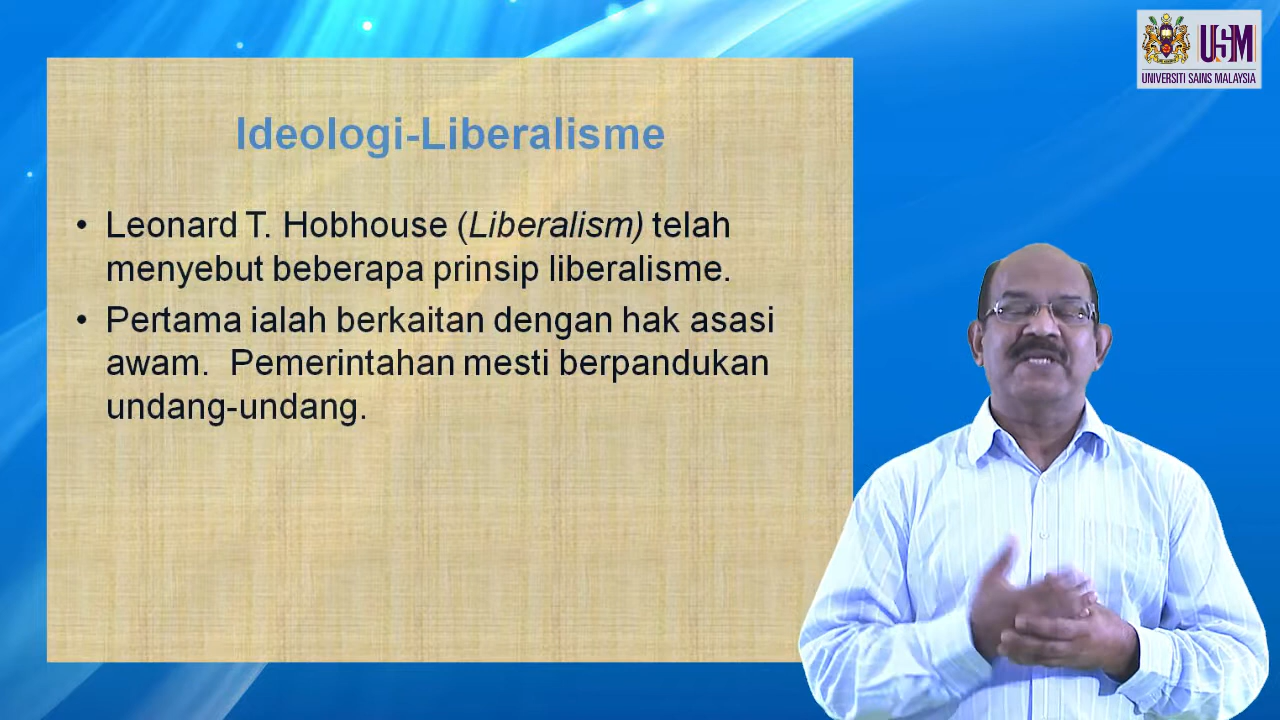 USM
UNIVERSITI SAINS MALAYSIA
Ideologi-Liberalisme
• Leonard T. Hobhouse (Liberalism) telah
menyebut beberapa prinsip liberalisme.
• Pertama ialah berkaitan dengan hak asasi
awam.  Pemerintahan mesti berpandukan
undang-undang.